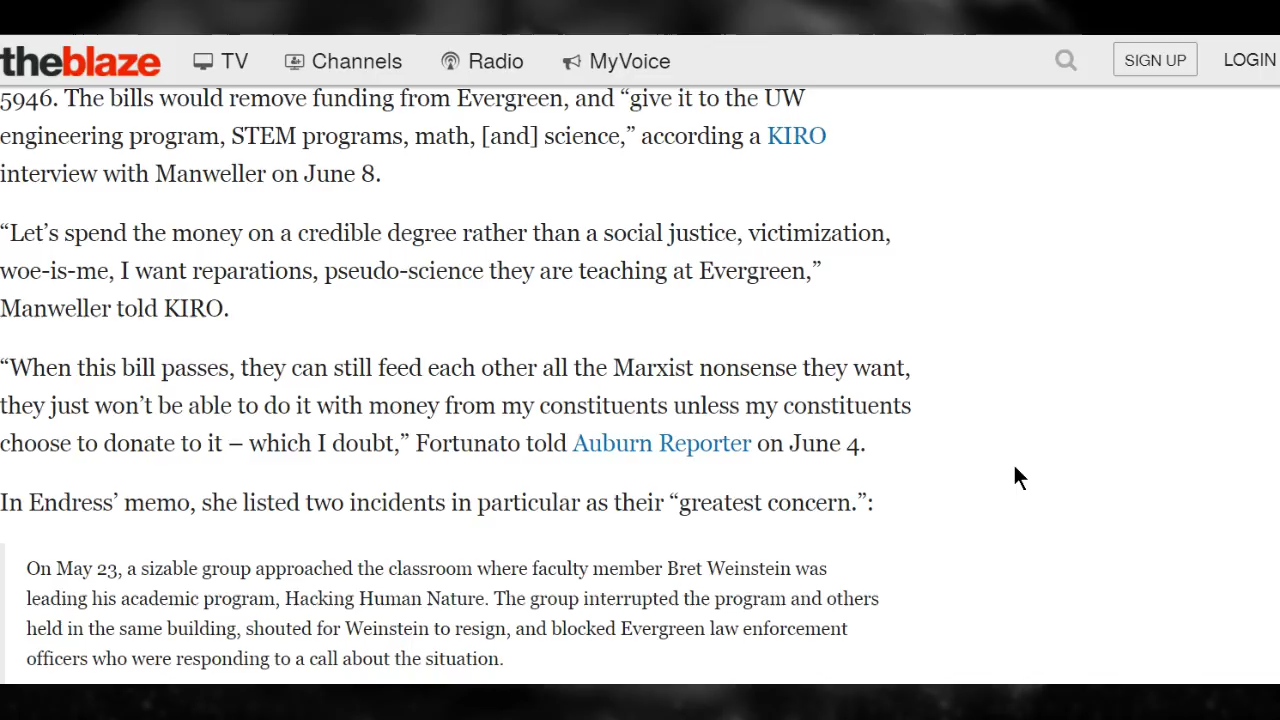 theblaze TV Channels Radio MyVoice SIGN UP LOGIN
5946. The bills would remove funding from Evergreen, and “give it to the UW
engineering program, STEM programs, math, [and] science,” according a KIRO
interview with Manweller on June 8.
“Let’s spend the money on a credible degree rather than a social justice, victimization,
woe-is-me, I want reparations, pseudo-science they are teaching at Evergreen,”
Manweller told KIRO.
“When this bill passes, they can still feed each other all the Marxist nonsense they want,
they just won’t be able to do it with money from my constituents unless my constituents
choose to donate to it – which I doubt,” Fortunato told Auburn Reporter on June 4.
In Endress’ memo, she listed two incidents in particular as their “greatest concern.”:
On May 23, a sizable group approached the classroom where faculty member Bret Weinstein was
leading his academic program, Hacking Human Nature. The group interrupted the program and others
held in the same building, shouted for Weinstein to resign, and blocked Evergreen law enforcement
officers who were responding to a call about the situation.